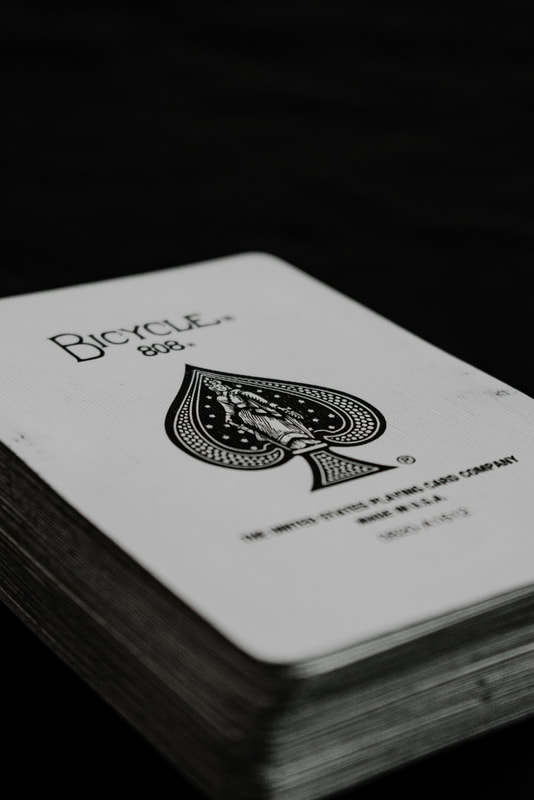 BICYCLE®
808®
®
THE UNITED STATES PLAYING CARD COMPANY
MADE IN U.S.A.